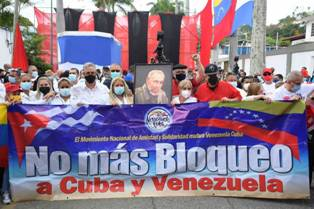 El Movimiento Nacional de Amistad y Solidaridad mutua Venezuela Cuba
No más Bloqueo
a Cuba y Venezuela